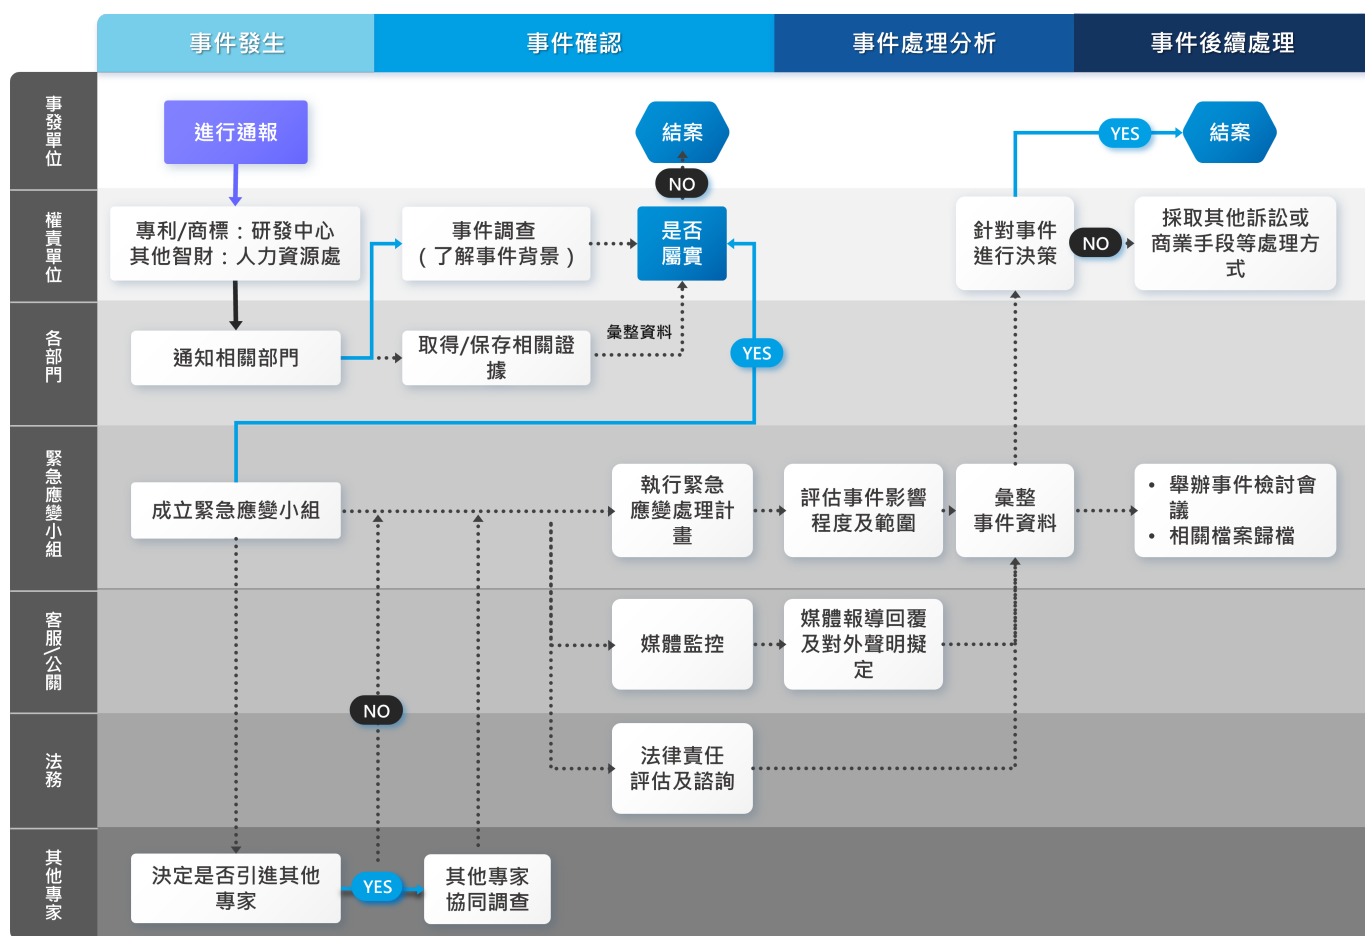 事件發生
事件確認
事件處理分析
事件後續處理
事發單位
進行通報
結案
YES
結案
NO
權責單位
專利/商標：研發中心
其他智財：人力資源處
事件調查
（了解事件背景）
是否
屬實
針對事件
進行決策
NO
採取其他訴訟或
商業手段等處理方
式
各部門
通知相關部門
取得/保存相關證
據
彙整資料
YES
緊急應變小組
成立緊急應變小組
執行緊急
應變處理計
畫
評估事件影響
程度及範圍
彙整
事件資料
• 舉辦事件檢討會
議
• 相關檔案歸檔
客服/公關
媒體監控
媒體報導回覆
及對外聲明擬
定
NO
法務
法律責任
評估及諮詢
其他專家
決定是否引進其他
專家
YES
其他專家
協同調查